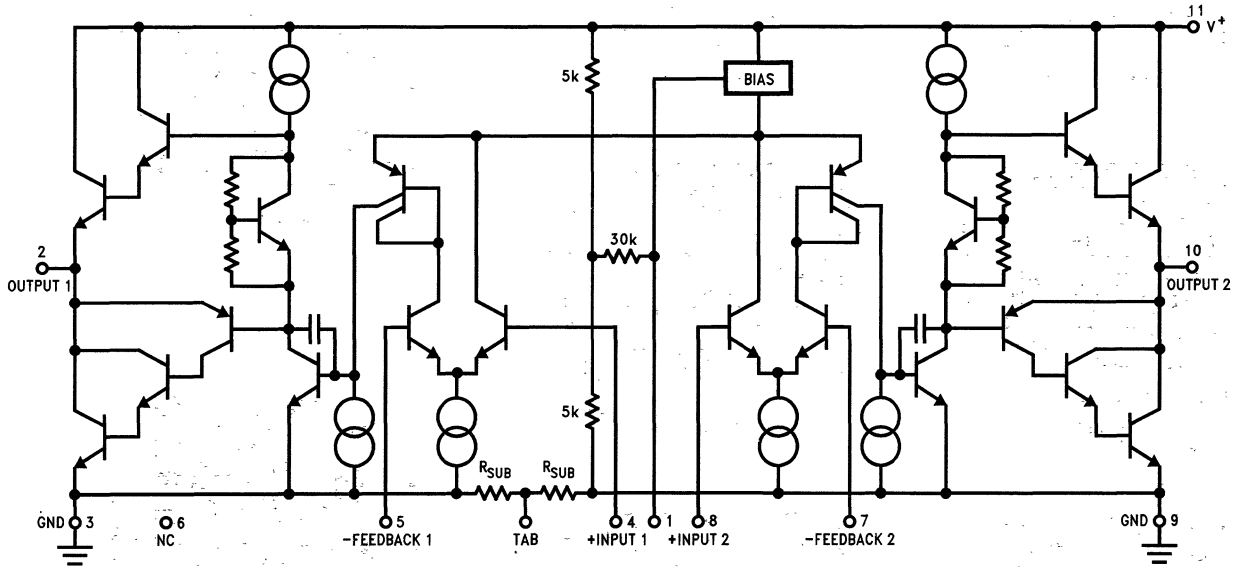 11
V+
5k
BIAS
30k
2
OUTPUT 1
10
OUTPUT 2
5k
RSUB
RSUB
GND 3
6
NC
5
-FEEDBACK 1
TAB
4
+INPUT 1
1
8
+INPUT 2
7
-FEEDBACK 2
GND 9